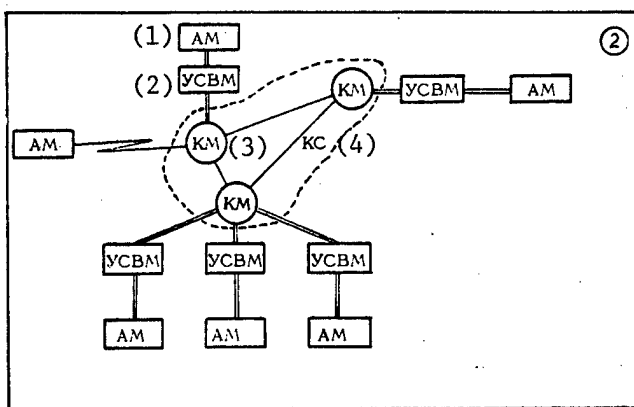 (1) АМ
②
(2) УСВМ
КМ УСВМ АМ
АМ КМ (3) КС (4)
КМ
УСВМ УСВМ УСВМ
АМ АМ АМ